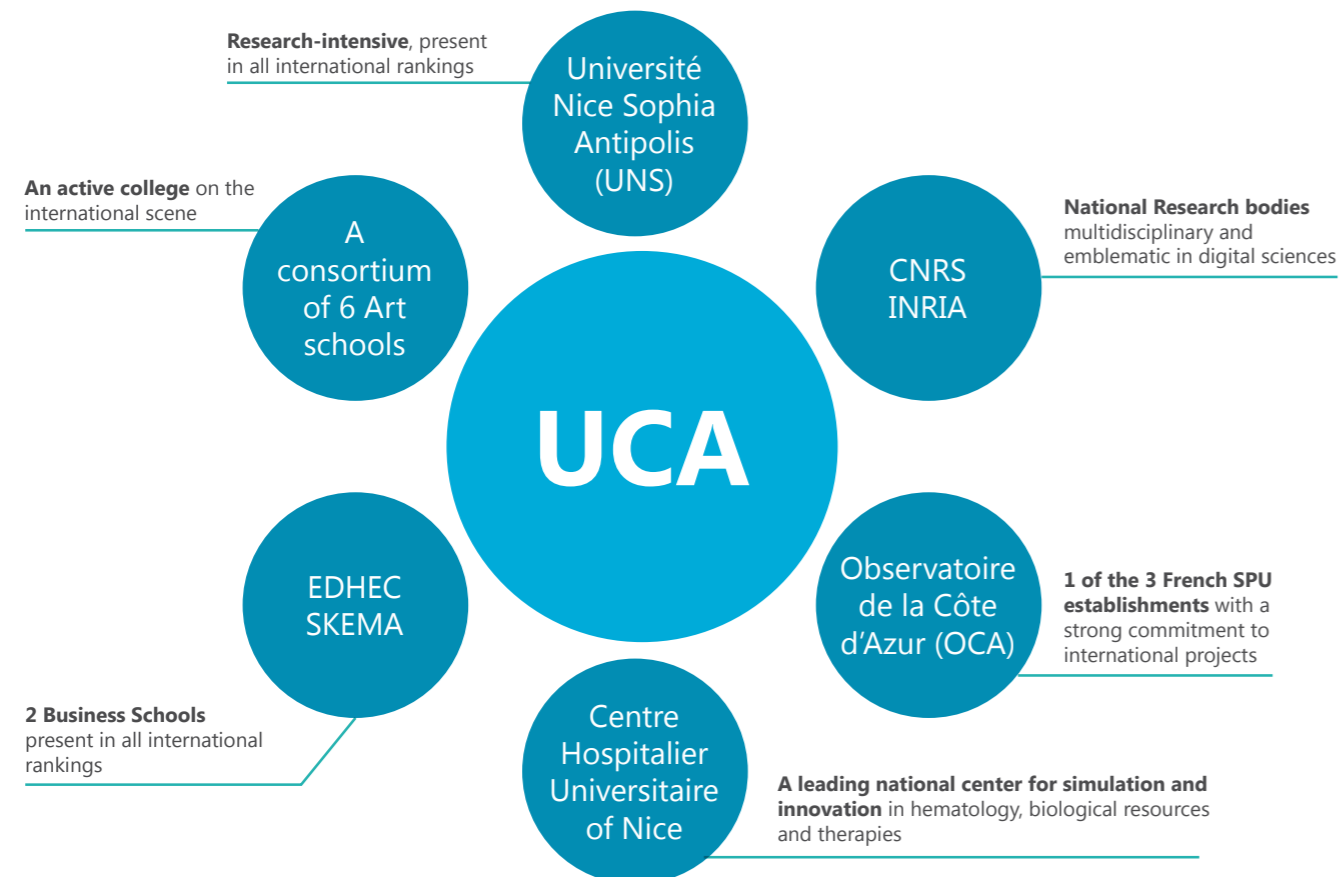 Research-intensive, present
in all international rankings
Université
Nice Sophia
Antipolis
(UNS)
An active college on the
international scene
A
consortium
of 6 Art
schools
CNRS
INRIA
National Research bodies
multidisciplinary and
emblematic in digital sciences
UCA
EDHEC
SKEMA
2 Business Schools
present in all international
rankings
Observatoire
de la Côte
d'Azur (OCA)
1 of the 3 French SPU
establishments with a
strong commitment to
international projects
Centre
Hospitalier
Universitaire
of Nice
A leading national center for simulation and
innovation in hematology, biological resources
and therapies